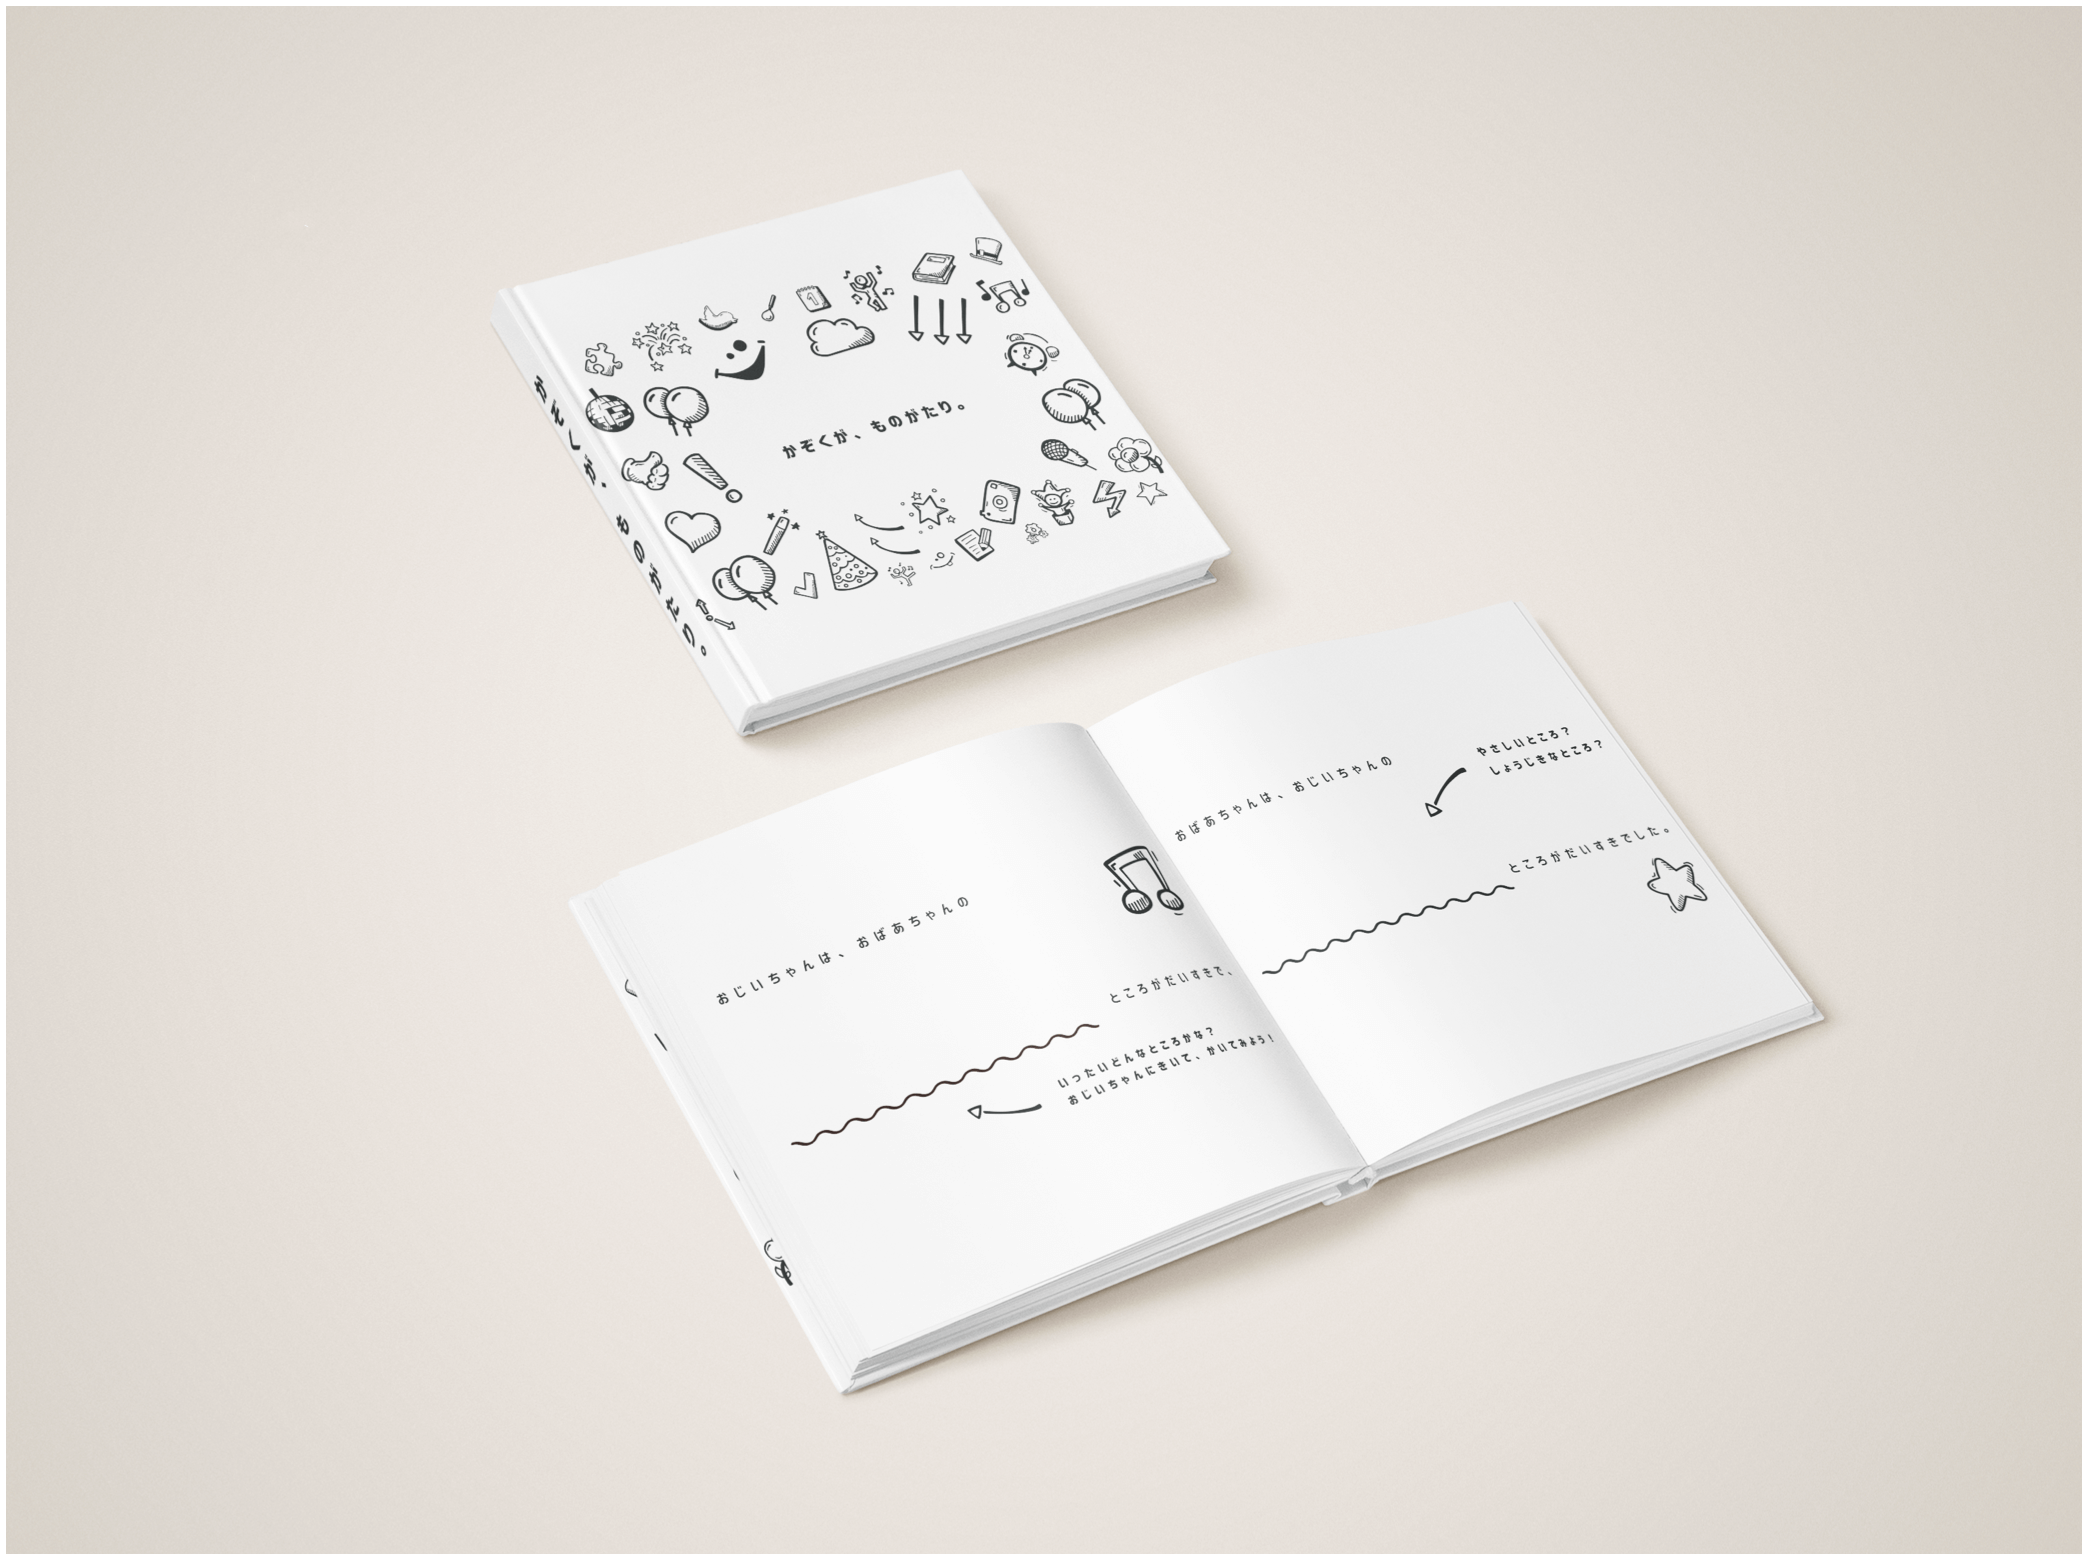 かぞくが、ものがたり。
かぞくが、ものがたり。
1
おじいちゃんは、おばあちゃんの
ところがだいすきで、
いったいどんなところかな？
おじいちゃんにきいて、かいてみよう！
おばあちゃんは、おじいちゃんの
やさしいところ？
しょうじきなところ？
ところがだいすきでした。